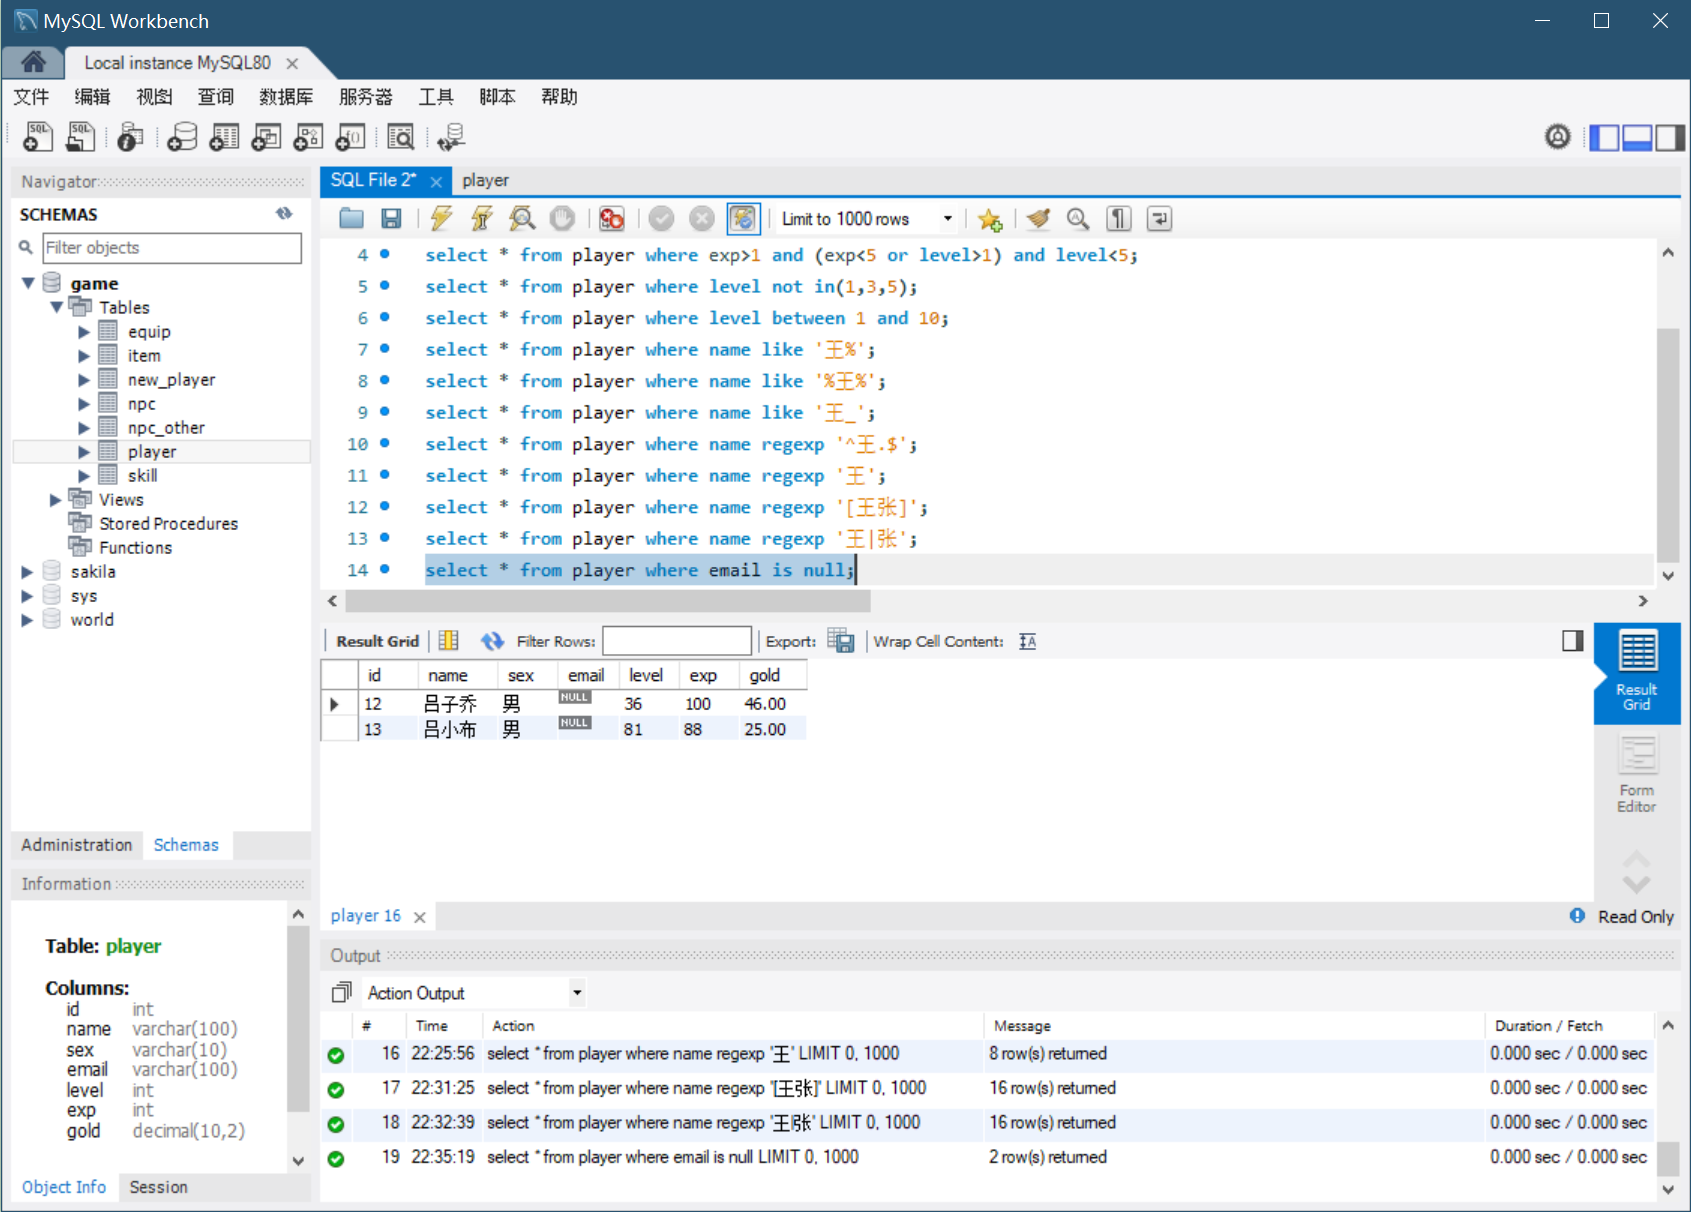 MySQL Workbench
Local instance MySQL80
文件 编辑 视图 查询 数据库 服务器 工具 脚本 帮助
Navigator
SCHEMAS
Filter objects
game
Tables
equip
item
new_player
npc
npc_other
player
skill
Views
Stored Procedures
Functions
sakila
sys
world
Administration Schemas
Information
Table: player
Columns:
id int
name varchar(100)
sex varchar(10)
email varchar(100)
level int
exp int
gold decimal(10,2)
Object Info Session
SQL File 2* player
Limit to 1000 rows
4 select * from player where exp>1 and (exp<5 or level>1) and level<5;
5 select * from player where level not in(1,3,5);
6 select * from player where level between 1 and 10;
7 select * from player where name like '王%';
8 select * from player where name like '%王%';
9 select * from player where name like '王_';
10 select * from player where name regexp '^王.$';
11 select * from player where name regexp '王';
12 select * from player where name regexp '[王张]';
13 select * from player where name regexp '王|张';
14 select * from player where email is null;
Result Grid Filter Rows: Export: Wrap Cell Content:
id name sex email level exp gold
12 吕子乔 男 NULL 36 100 46.00
13 吕小布 男 NULL 81 88 25.00
Result Grid
Form Editor
player 16
Read Only
Output
Action Output
# Time Action Message Duration / Fetch
16 22:25:56 select * from player where name regexp '王' LIMIT 0, 1000 8 row(s) returned 0.000 sec / 0.000 sec
17 22:31:25 select * from player where name regexp '[王张]' LIMIT 0, 1000 16 row(s) returned 0.000 sec / 0.000 sec
18 22:32:39 select * from player where name regexp '王|张' LIMIT 0, 1000 16 row(s) returned 0.000 sec / 0.000 sec
19 22:35:19 select * from player where email is null LIMIT 0, 1000 2 row(s) returned 0.000 sec / 0.000 sec